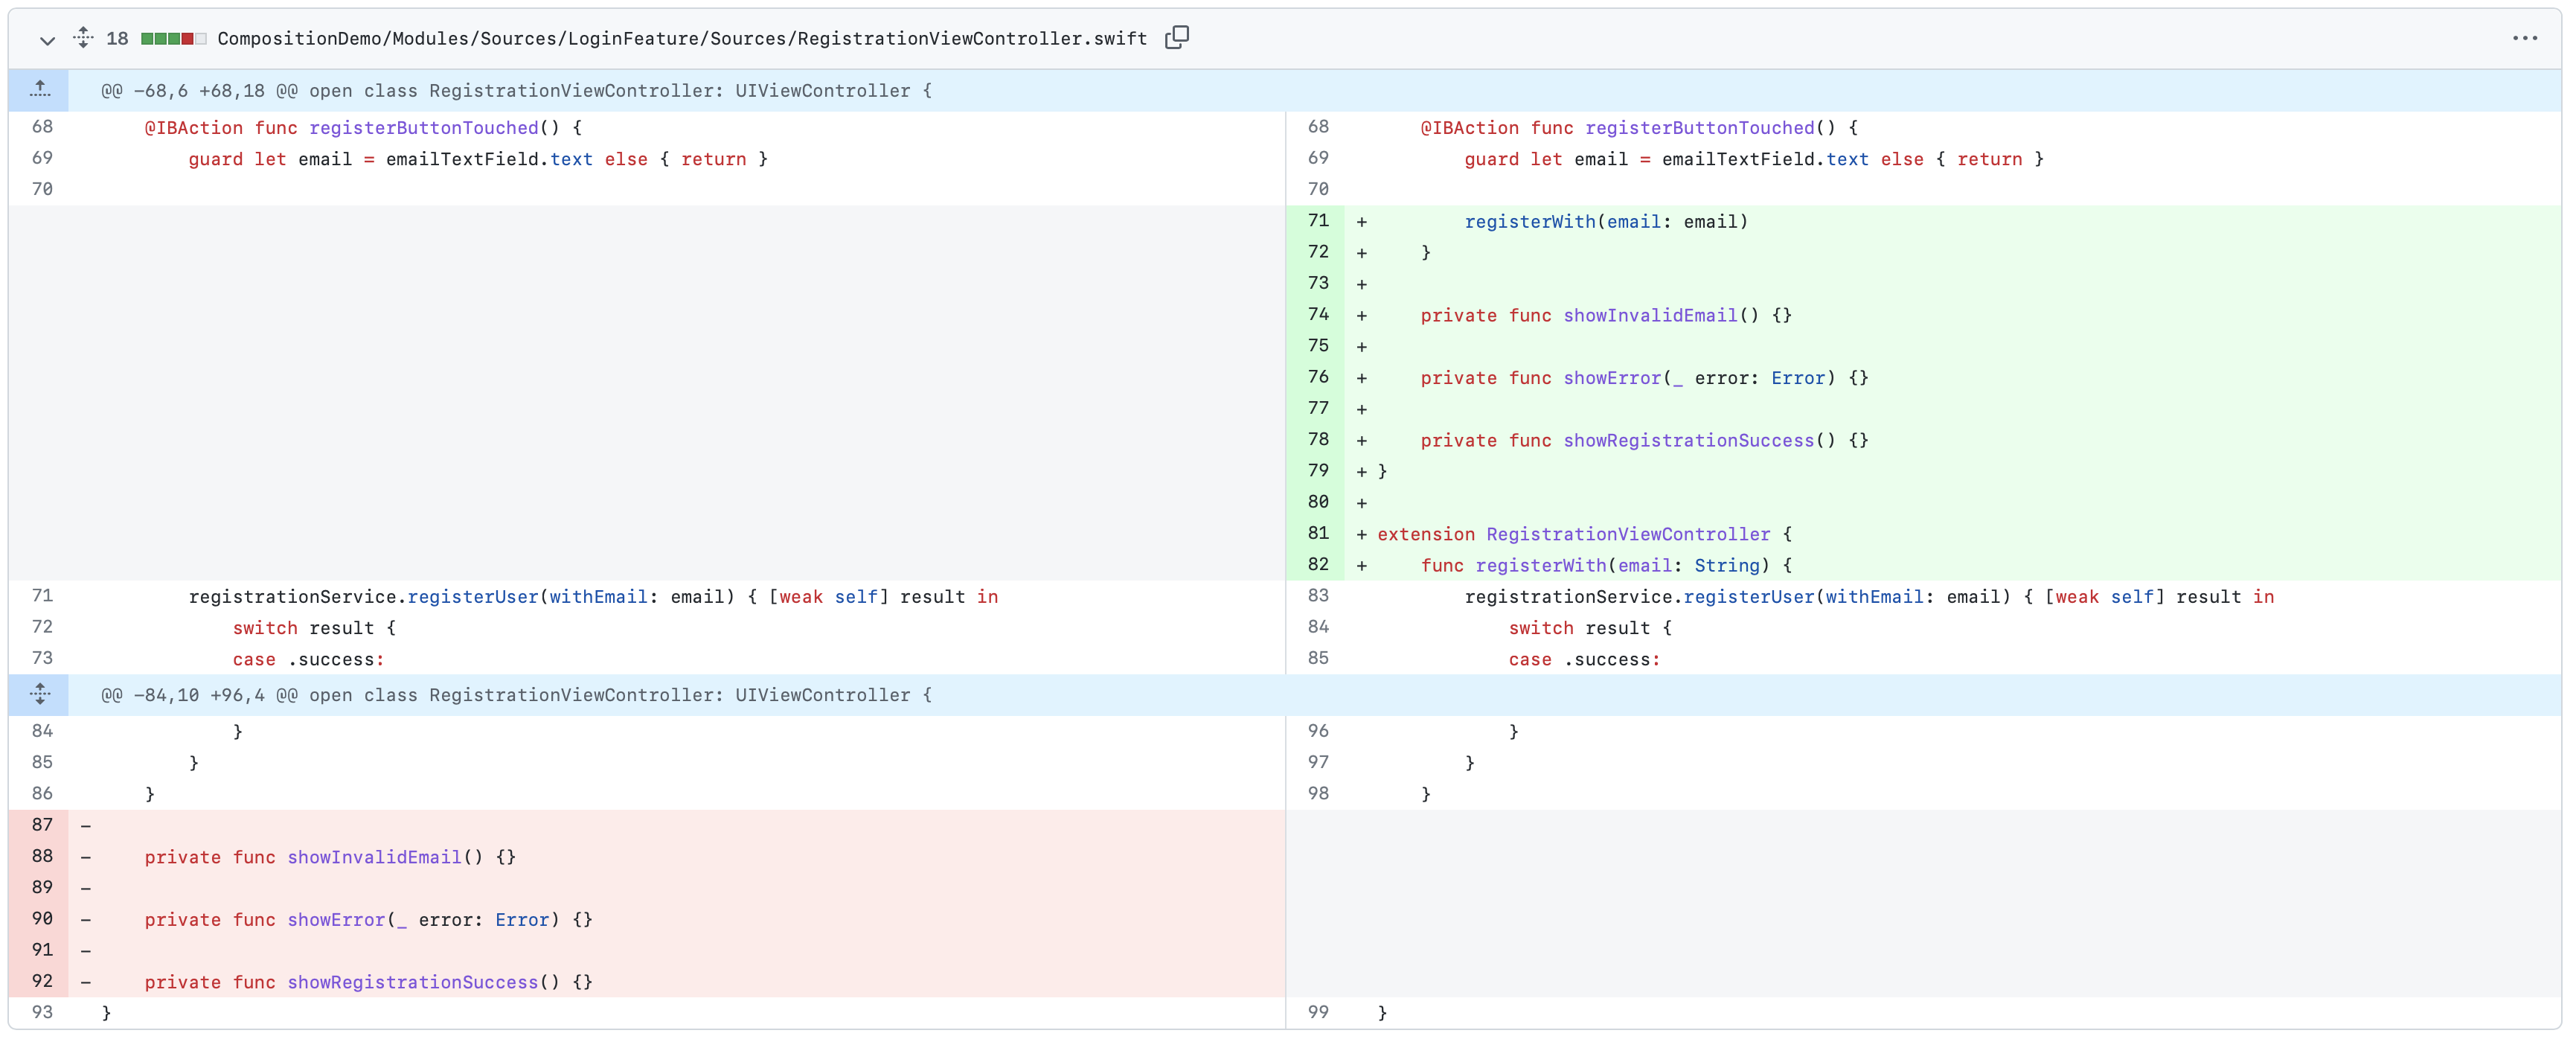 18 CompositionDemo/Modules/Sources/LoginFeature/Sources/RegistrationViewController.swift
@@ -68,6 +68,18 @@ open class RegistrationViewController: UIViewController {
68     @IBAction func registerButtonTouched() {
69         guard let email = emailTextField.text else { return }
70
71         registrationService.registerUser(withEmail: email) { [weak self] result in
72             switch result {
73             case .success:
68     @IBAction func registerButtonTouched() {
69         guard let email = emailTextField.text else { return }
70
71 +         registerWith(email: email)
72 +     }
73 +
74 +     private func showInvalidEmail() {}
75 +
76 +     private func showError(_ error: Error) {}
77 +
78 +     private func showRegistrationSuccess() {}
79 + }
80 +
81 + extension RegistrationViewController {
82 +     func registerWith(email: String) {
83         registrationService.registerUser(withEmail: email) { [weak self] result in
84             switch result {
85             case .success:
@@ -84,10 +96,4 @@ open class RegistrationViewController: UIViewController {
84             }
85         }
86     }
87 -
88 -     private func showInvalidEmail() {}
89 -
90 -     private func showError(_ error: Error) {}
91 -
92 -     private func showRegistrationSuccess() {}
93 }
96             }
97         }
98     }
99 }